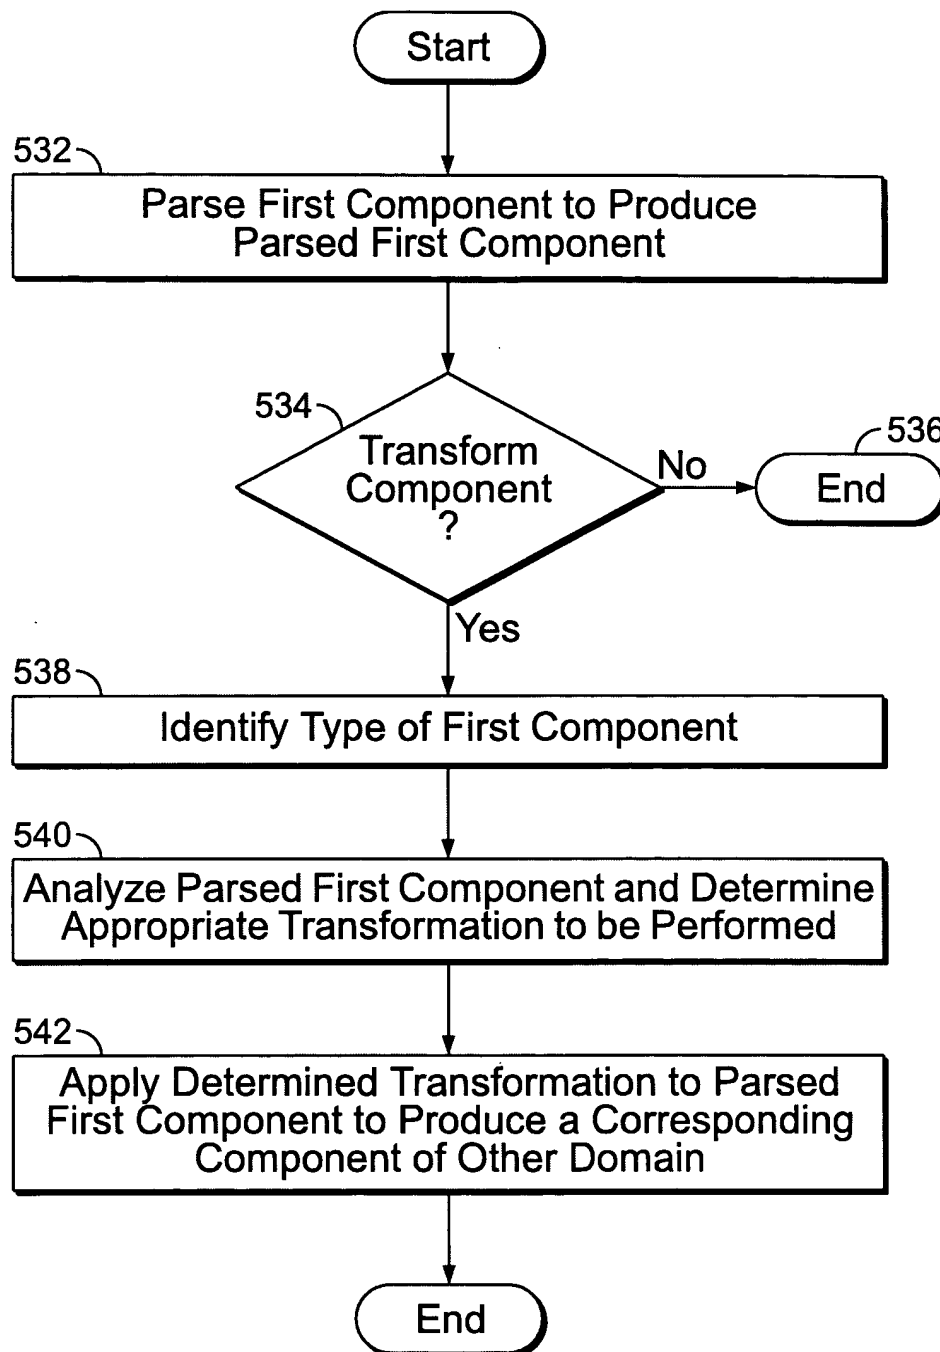 Start
532
Parse First Component to Produce
Parsed First Component
534
Transform
Component
?
No
536
End
Yes
538
Identify Type of First Component
540
Analyze Parsed First Component and Determine
Appropriate Transformation to be Performed
542
Apply Determined Transformation to Parsed
First Component to Produce a Corresponding
Component of Other Domain
End